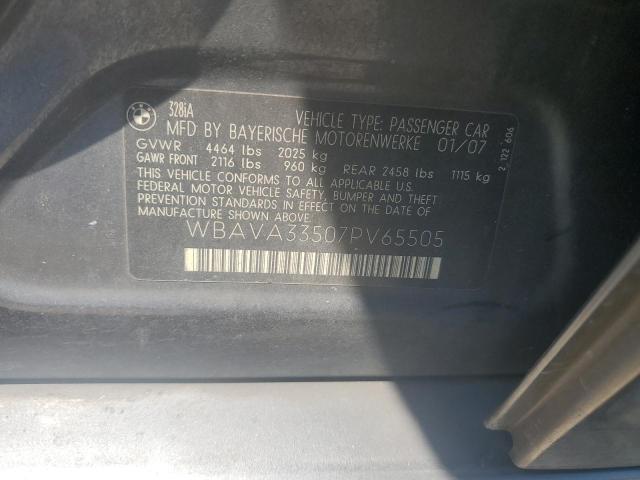 BMW
328iA
VEHICLE TYPE: PASSENGER CAR
MFD BY BAYERISCHE MOTORENWERKE 01/07
GVWR 4464 lbs 2025 kg
GAWR FRONT 2116 lbs 960 kg REAR 2458 lbs 1115 kg
THIS VEHICLE CONFORMS TO ALL APPLICABLE U.S.
FEDERAL MOTOR VEHICLE SAFETY, BUMPER, AND THEFT
PREVENTION STANDARDS IN EFFECT ON THE DATE OF
MANUFACTURE SHOWN ABOVE:
WBAVA33507PV65505
2 122 606